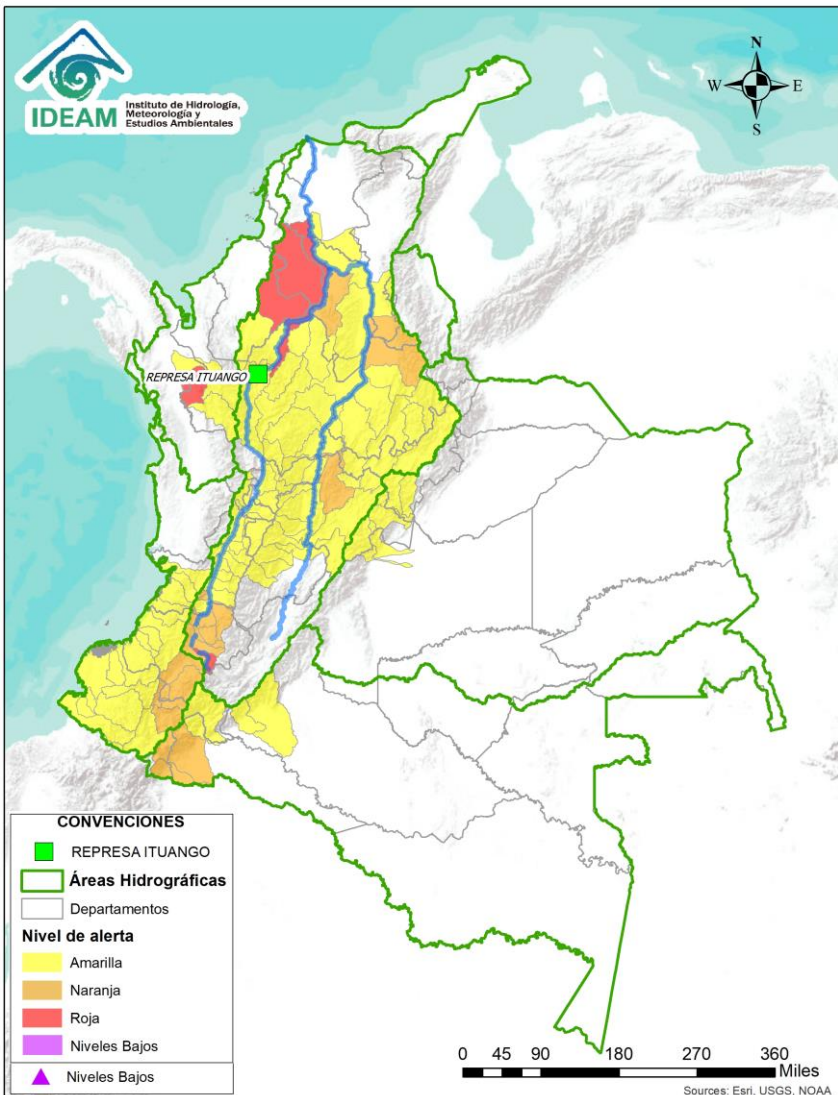 IDEAM
Instituto de Hidrología,
Meteorología y
Estudios Ambientales
N
W
E
S
REPRESA ITUANGO
CONVENCIONES
REPRESA ITUANGO
Áreas Hidrográficas
Departamentos
Nivel de alerta
Amarilla
Naranja
Roja
Niveles Bajos
Niveles Bajos
0 45 90 180 270 360
Miles
Sources: Esri, USGS, NOAA